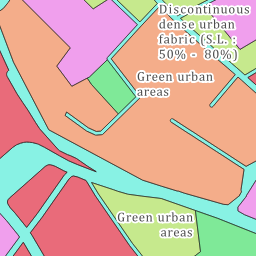 Discontinuous
dense urban
fabric (S.L. :
50% -  80%)
Green urban
areas
Green urban
areas